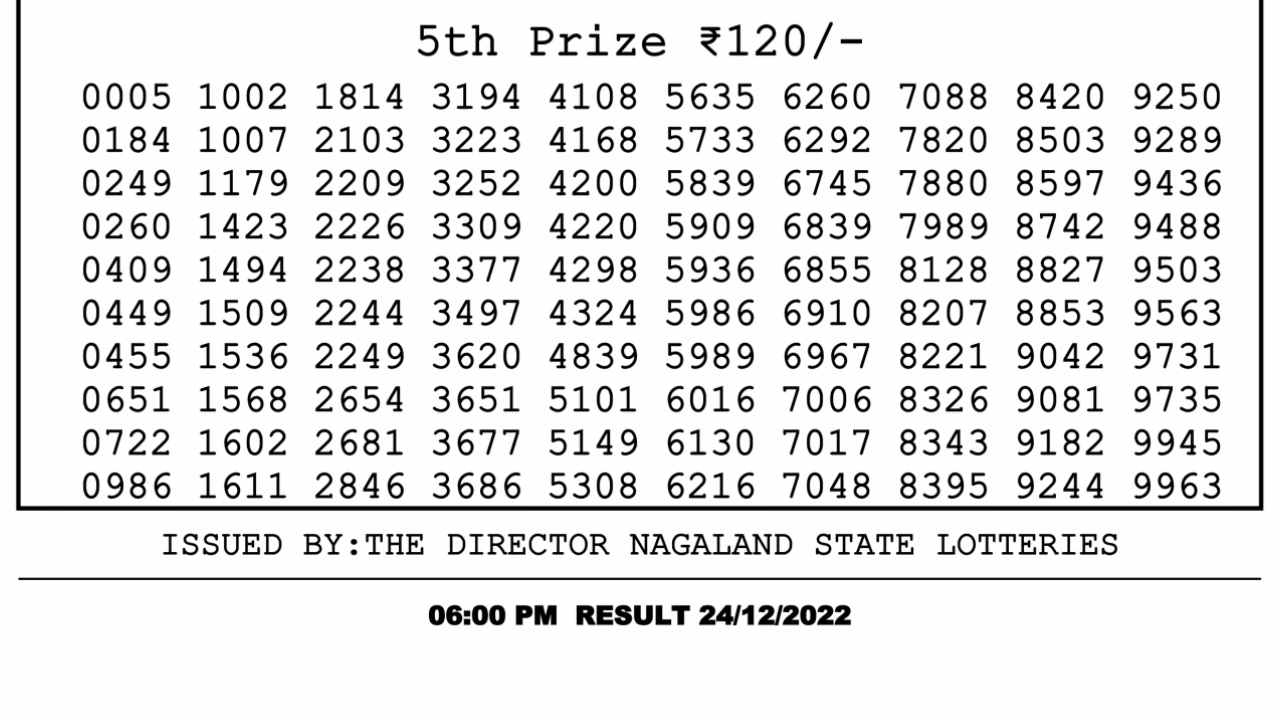 5th Prize ₹120/-
0005 1002 1814 3194 4108 5635 6260 7088 8420 9250
0184 1007 2103 3223 4168 5733 6292 7820 8503 9289
0249 1179 2209 3252 4200 5839 6745 7880 8597 9436
0260 1423 2226 3309 4220 5909 6839 7989 8742 9488
0409 1494 2238 3377 4298 5936 6855 8128 8827 9503
0449 1509 2244 3497 4324 5986 6910 8207 8853 9563
0455 1536 2249 3620 4839 5989 6967 8221 9042 9731
0651 1568 2654 3651 5101 6016 7006 8326 9081 9735
0722 1602 2681 3677 5149 6130 7017 8343 9182 9945
0986 1611 2846 3686 5308 6216 7048 8395 9244 9963
ISSUED BY:THE DIRECTOR NAGALAND STATE LOTTERIES
06:00 PM RESULT 24/12/2022